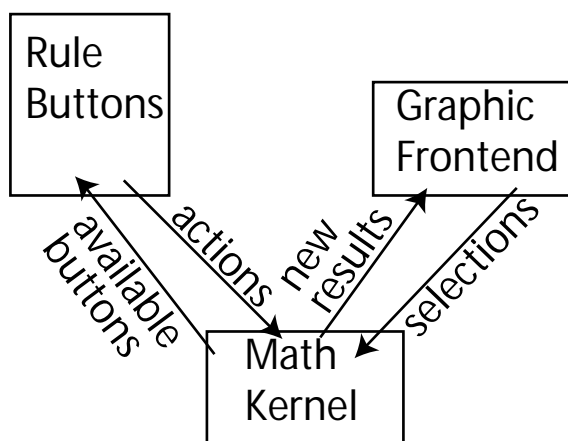 Rule
Buttons
Graphic
Frontend
available
buttons
actions
new
results
selections
Math
Kernel